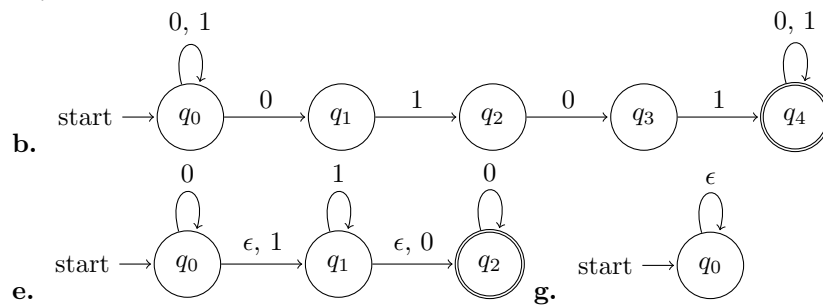 0, 1 0, 1
start q0 0 q1 1 q2 0 q3 1 q4
b.
0 1 0 ϵ
start q0 ϵ, 1 q1 ϵ, 0 q2 start q0
e. g.